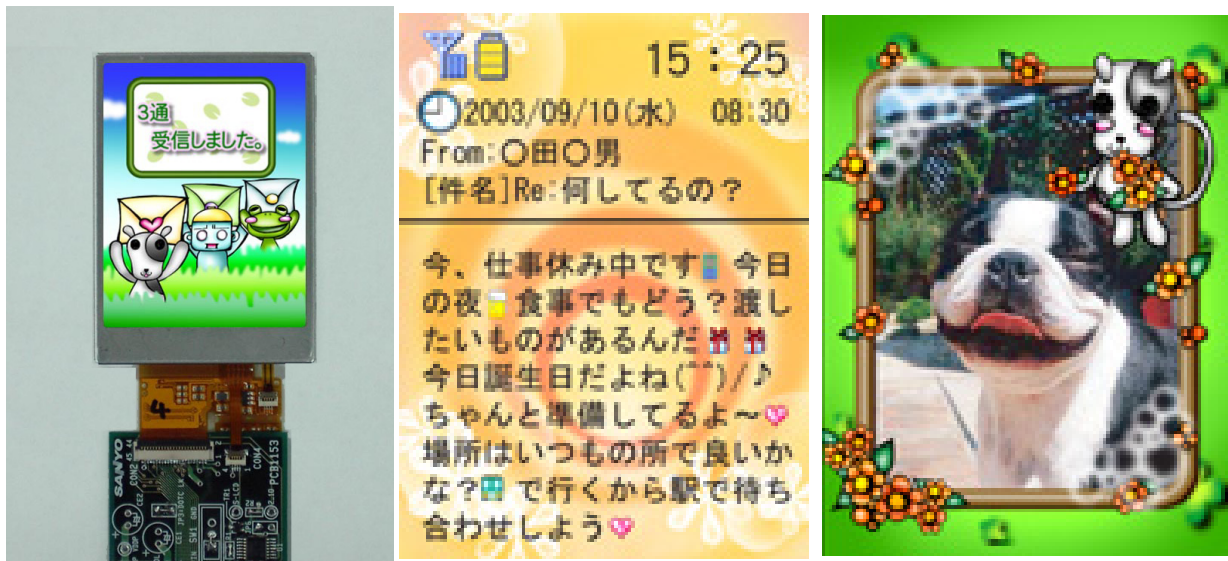 3通
受信しました。
SANYO
CON2
CON4
PCB1153
15:25
2003/09/10(水) 08:30
From:〇田〇男
[件名]Re:何してるの？
今、仕事休み中です 今日
の夜 食事でもどう？渡し
たいものがあるんだ
今日誕生日だよね(^^)/♪
ちゃんと準備してるよ～
場所はいつもの所で良いか
な? で行くから駅で待ち
合わせしよう